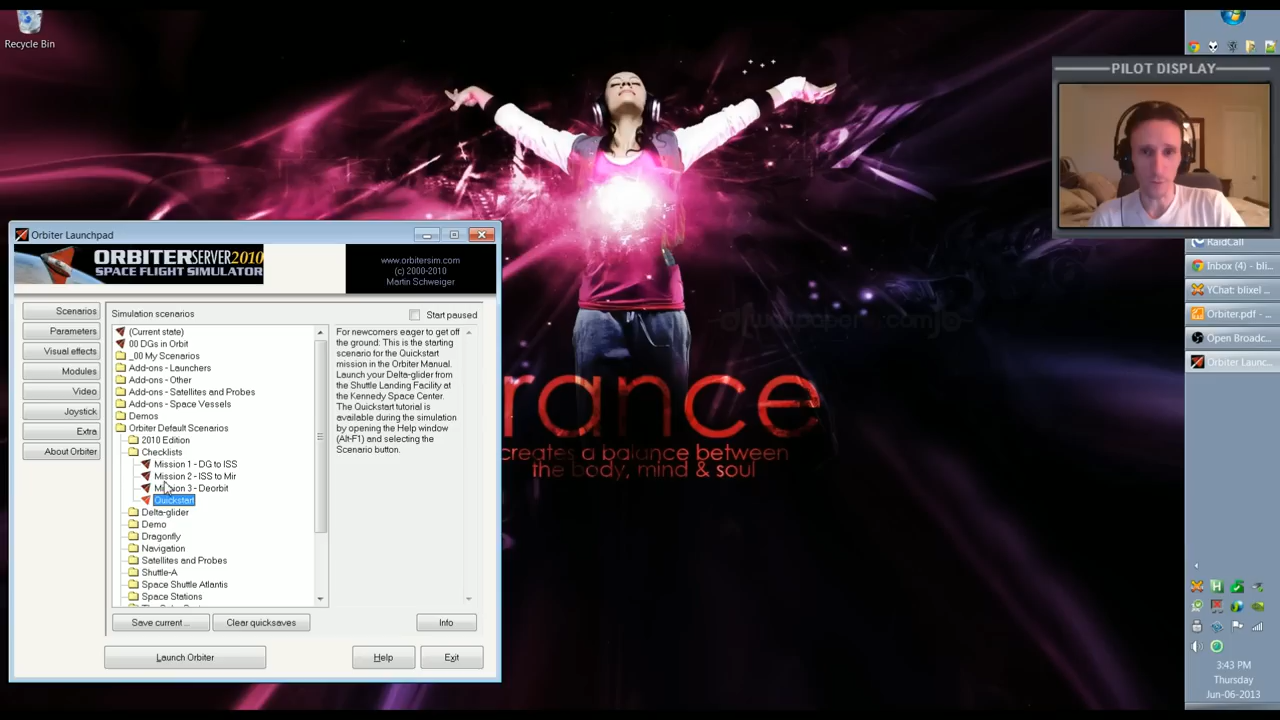 Recycle Bin
PILOT DISPLAY
RaidCall
Inbox (4) - bli...
YChat: blixel ...
Orbiter.pdf - ...
Open Broadc...
Orbiter Launc...
3:43 PM
Thursday
Jun-06-2013
rance
creates a balance between
the body, mind & soul
Orbiter Launchpad
ORBITERSERVER2010
SPACE FLIGHT SIMULATOR
www.orbitersim.com
(c) 2000-2010
Martin Schweiger
Scenarios
Parameters
Visual effects
Modules
Video
Joystick
Extra
About Orbiter
Simulation scenarios
Start paused
(Current state)
00 DGs in Orbit
_00 My Scenarios
Add-ons - Launchers
Add-ons - Other
Add-ons - Satellites and Probes
Add-ons - Space Vessels
Demos
Orbiter Default Scenarios
2010 Edition
Checklists
Mission 1 - DG to ISS
Mission 2 - ISS to Mir
Mission 3 - Deorbit
Quickstart
Delta-glider
Demo
Dragonfly
Navigation
Satellites and Probes
Shuttle-A
Space Shuttle Atlantis
Space Stations
For newcomers eager to get off
the ground: This is the starting
scenario for the Quickstart
mission in the Orbiter Manual.
Launch your Delta-glider from
the Shuttle Landing Facility at
the Kennedy Space Center.
The Quickstart tutorial is
available during the simulation
by opening the Help window
(Alt-F1) and selecting the
Scenario button.
Save current ...
Clear quicksaves
Info
Launch Orbiter
Help
Exit